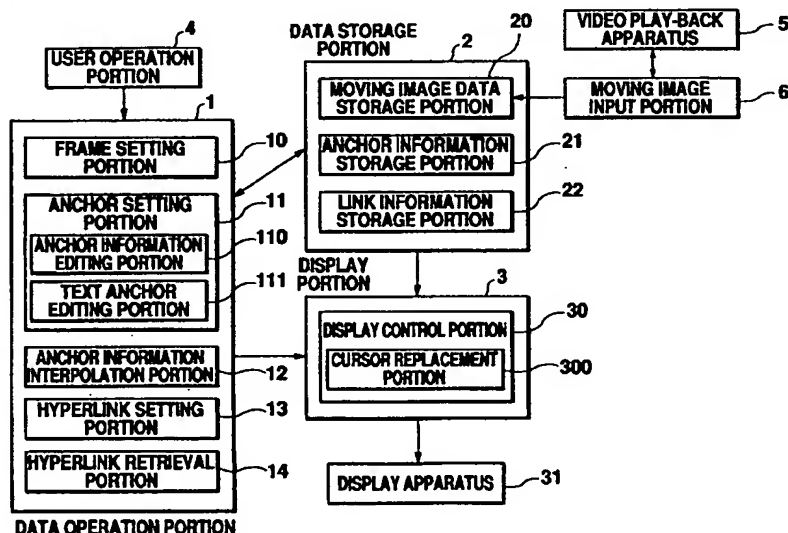 4
USER OPERATION
PORTION
1
FRAME SETTING
PORTION
10
ANCHOR SETTING
PORTION
11
ANCHOR INFORMATION
EDITING PORTION
110
TEXT ANCHOR
EDITING PORTION
111
ANCHOR INFORMATION
INTERPOLATION PORTION
12
HYPERLINK SETTING
PORTION
13
HYPERLINK RETRIEVAL
PORTION
14
DATA OPERATION PORTION
DATA STORAGE
PORTION
2
20
MOVING IMAGE DATA
STORAGE PORTION
ANCHOR INFORMATION
STORAGE PORTION
21
LINK INFORMATION
STORAGE PORTION
22
VIDEO PLAY-BACK
APPARATUS
5
MOVING IMAGE
INPUT PORTION
6
DISPLAY
PORTION
3
DISPLAY CONTROL PORTION
30
CURSOR REPLACEMENT
PORTION
300
DISPLAY APPARATUS
31